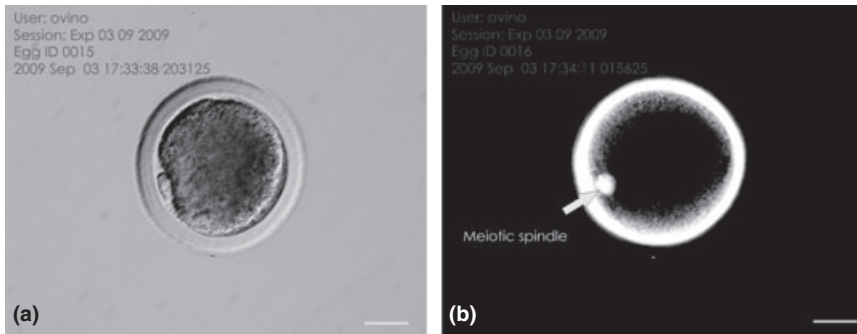 User: ovino
Session: Exp 03 09 2009
Egg ID 0015
2009 Sep  03 17:33:38 203125
(a)
User: ovino
Session: Exp 03 09 2009
Egg ID 0016
2009 Sep  03 17:34:11 015625
Meiotic spindle
(b)